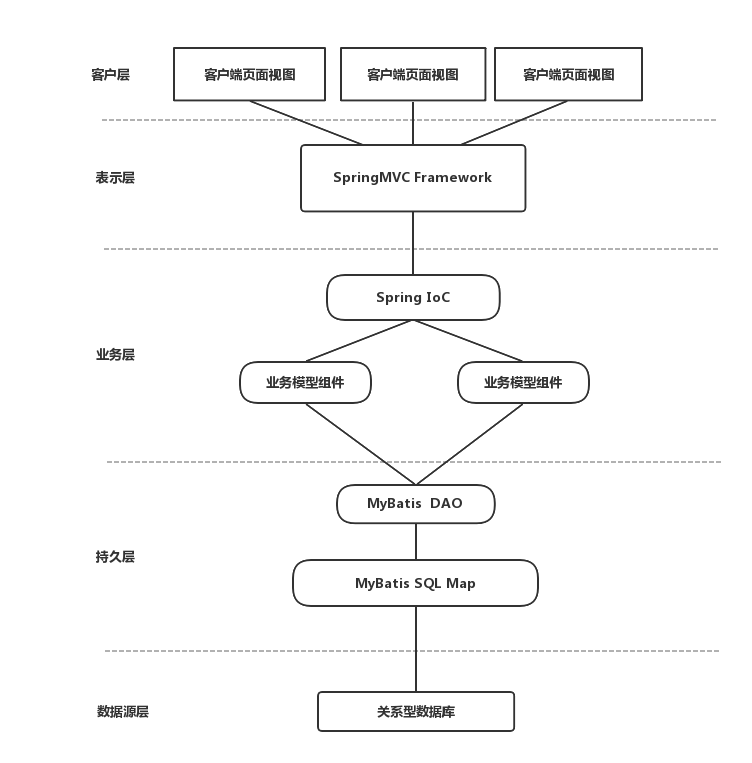 客户层
客户端页面视图
客户端页面视图
客户端页面视图
表示层
SpringMVC Framework
Spring IoC
业务层
业务模型组件
业务模型组件
MyBatis  DAO
持久层
MyBatis SQL Map
数据源层
关系型数据库